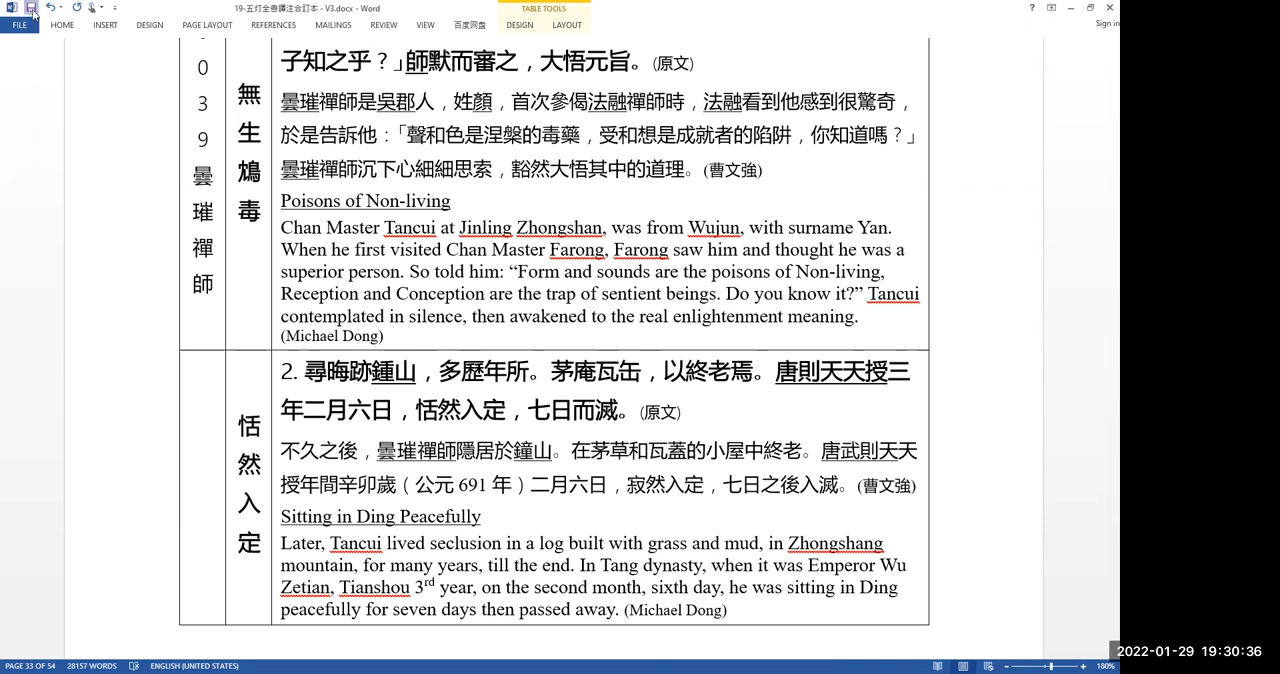 19-五灯全書譯注合訂本 - V3.docx - Word
TABLE TOOLS
Sign in
FILE HOME INSERT DESIGN PAGE LAYOUT REFERENCES MAILINGS REVIEW VIEW 百度网盘 DESIGN LAYOUT
0
3
9
曇
璀
禪
師
無
生
鴆
毒
子知之乎？」師默而審之，大悟元旨。(原文)
曇璀禪師是吳郡人，姓顏，首次參偈法融禪師時，法融看到他感到很驚奇，
於是告訴他：「聲和色是涅槃的毒藥，受和想是成就者的陷阱，你知道嗎？」
曇璀禪師沉下心細細思索，豁然大悟其中的道理。(曹文強)
Poisons of Non-living
Chan Master Tancui at Jinling Zhongshan, was from Wujun, with surname Yan.
When he first visited Chan Master Farong, Farong saw him and thought he was a
superior person. So told him: “Form and sounds are the poisons of Non-living,
Reception and Conception are the trap of sentient beings. Do you know it?” Tancui
contemplated in silence, then awakened to the real enlightenment meaning.
(Michael Dong)
恬
然
入
定
2. 尋晦跡鍾山，多歷年所。茅庵瓦缶，以終老焉。唐則天天授三
年二月六日，恬然入定，七日而滅。(原文)
不久之後，曇璀禪師隱居於鐘山。在茅草和瓦蓋的小屋中終老。唐武則天天
授年間辛卯歲（公元 691 年）二月六日，寂然入定，七日之後入滅。(曹文強)
Sitting in Ding Peacefully
Later, Tancui lived seclusion in a log built with grass and mud, in Zhongshang
mountain, for many years, till the end. In Tang dynasty, when it was Emperor Wu
Zetian, Tianshou 3rd year, on the second month, sixth day, he was sitting in Ding
peacefully for seven days then passed away. (Michael Dong)
2022-01-29 19:30:36
PAGE 33 OF 54 28157 WORDS ENGLISH (UNITED STATES) 180%